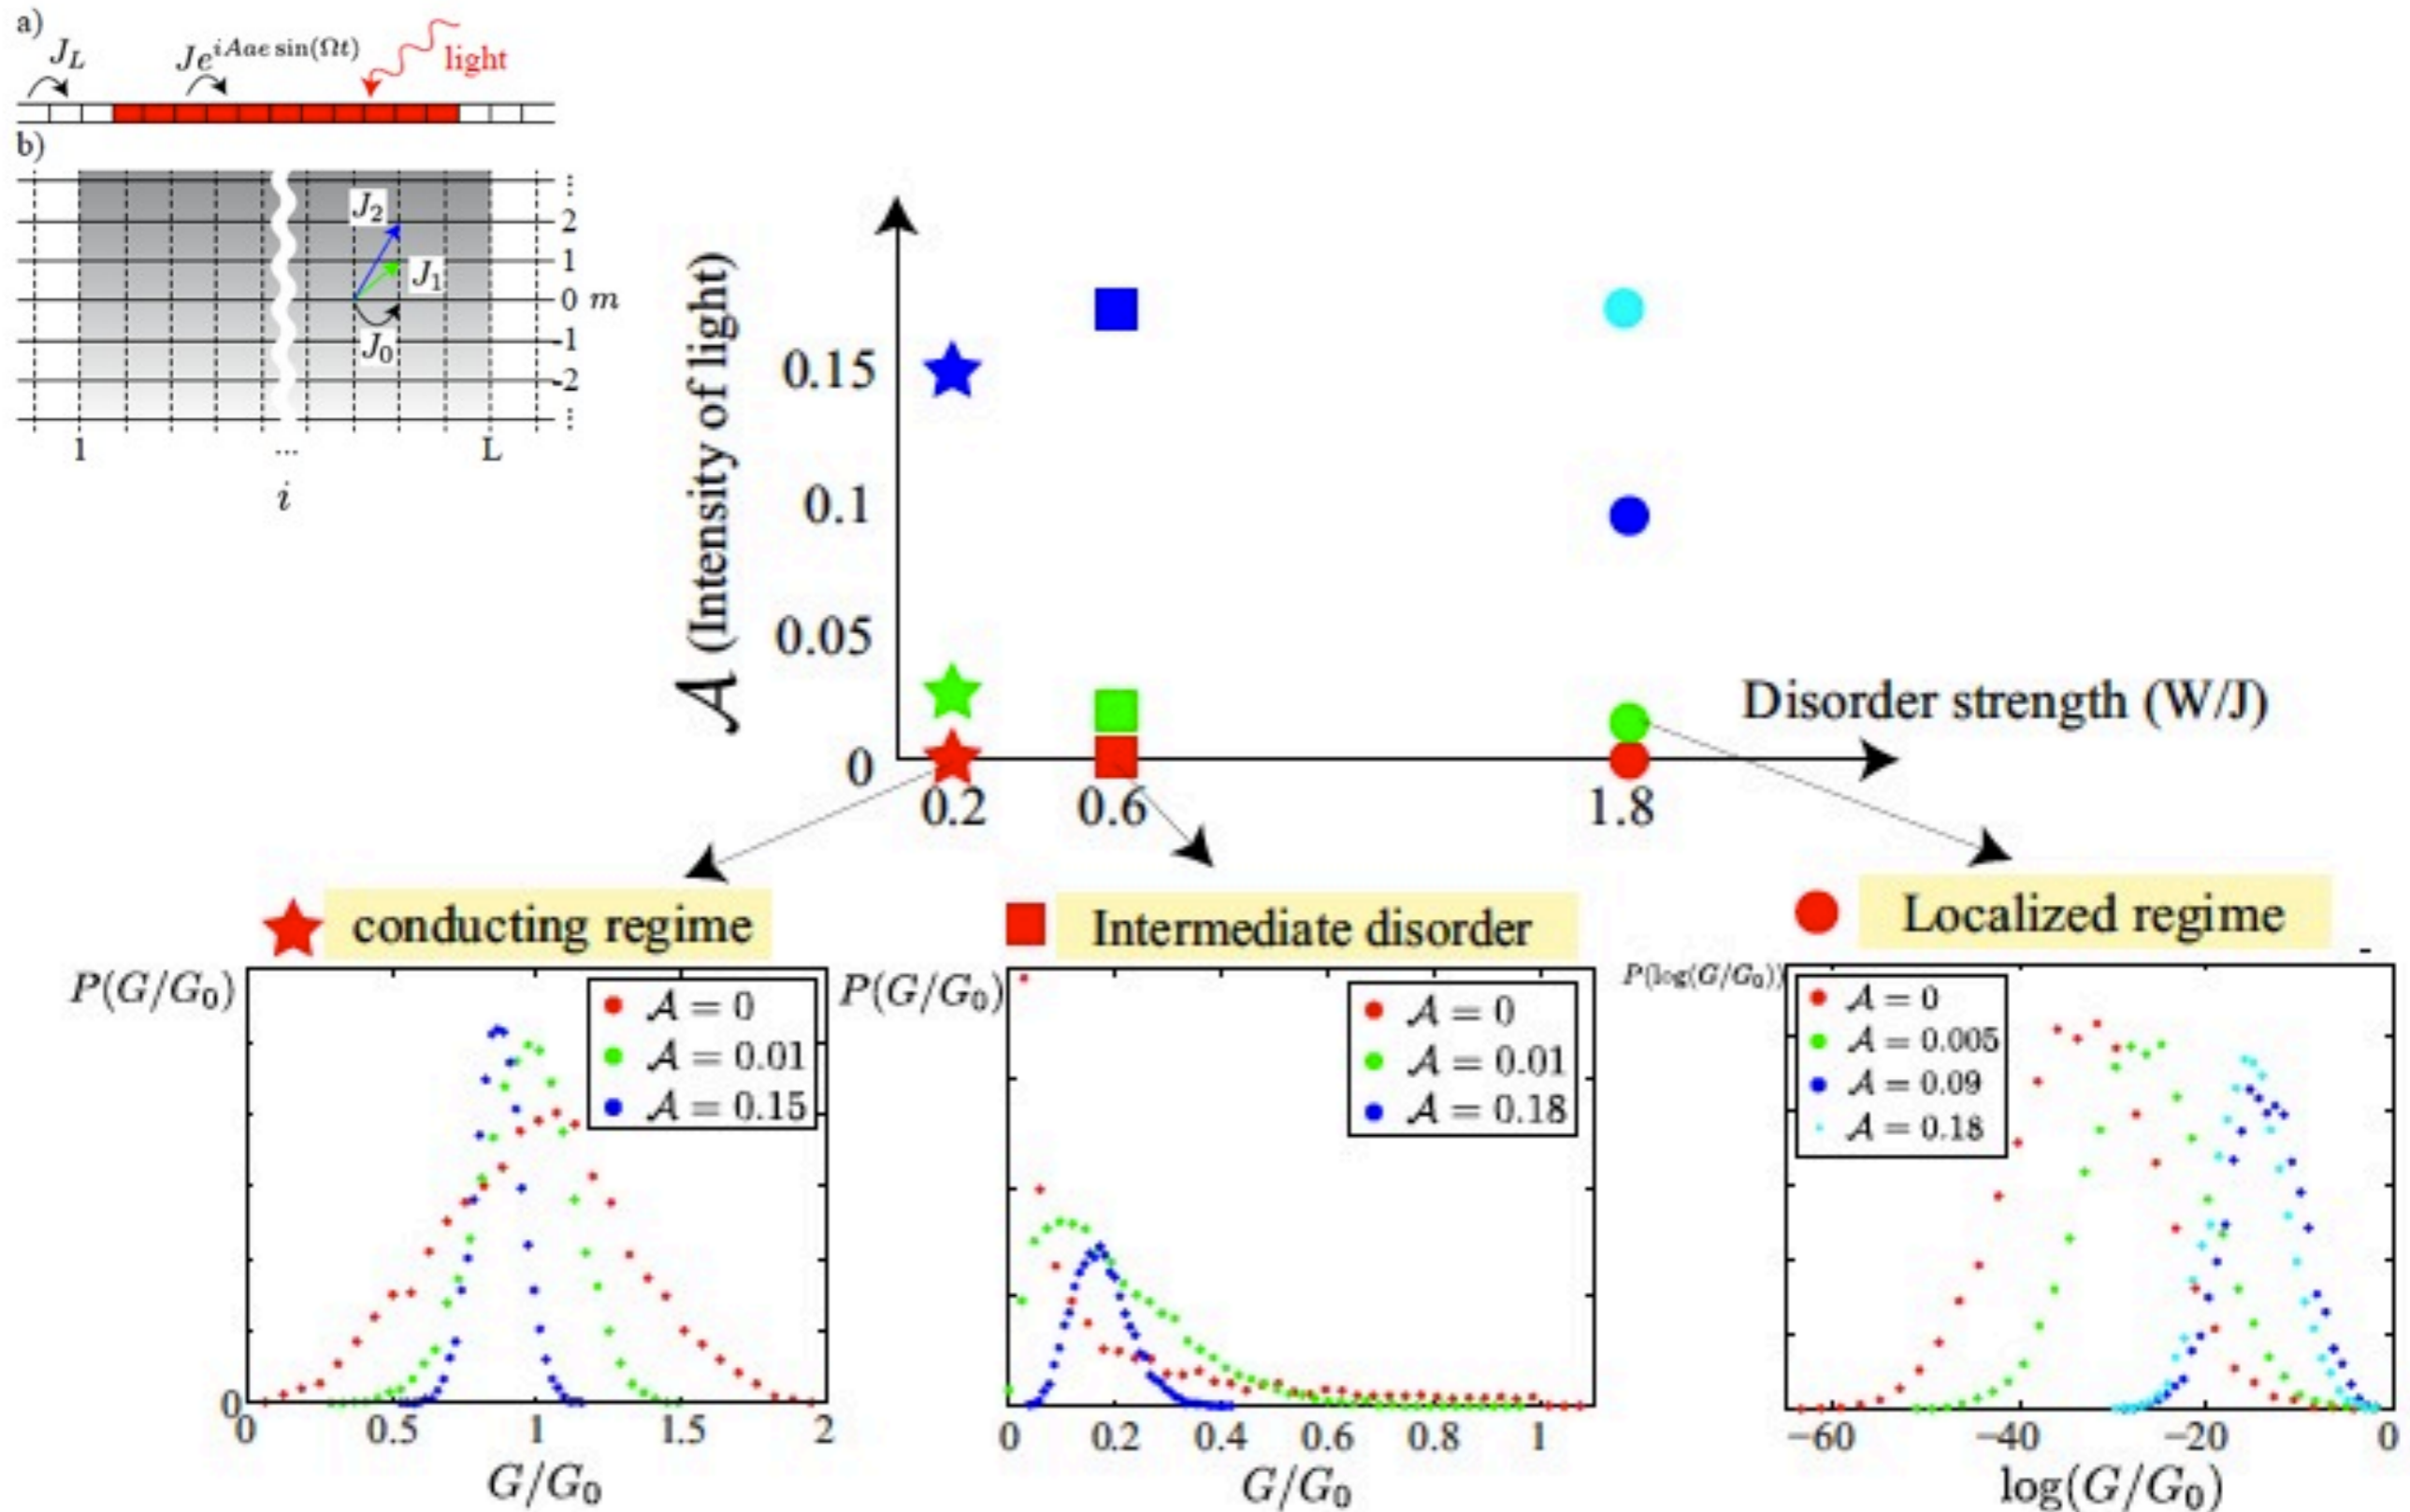 a)
J_L
Je^{iAae sin(Ωt)}
light
b)
J_2
J_1
J_0
⋮
2
1
0 m
-1
-2
⋮
1
...
L
i
𝒜 (Intensity of light)
0.15
0.1
0.05
0
0.2
0.6
1.8
Disorder strength (W/J)
conducting regime
P(G/G_0)
𝒜 = 0
𝒜 = 0.01
𝒜 = 0.15
0
0
0.5
1
1.5
2
G/G_0
Intermediate disorder
P(G/G_0)
𝒜 = 0
𝒜 = 0.01
𝒜 = 0.18
0
0.2
0.4
0.6
0.8
1
G/G_0
Localized regime
P(log(G/G_0))
𝒜 = 0
𝒜 = 0.005
𝒜 = 0.09
𝒜 = 0.18
−60
−40
−20
0
log(G/G_0)